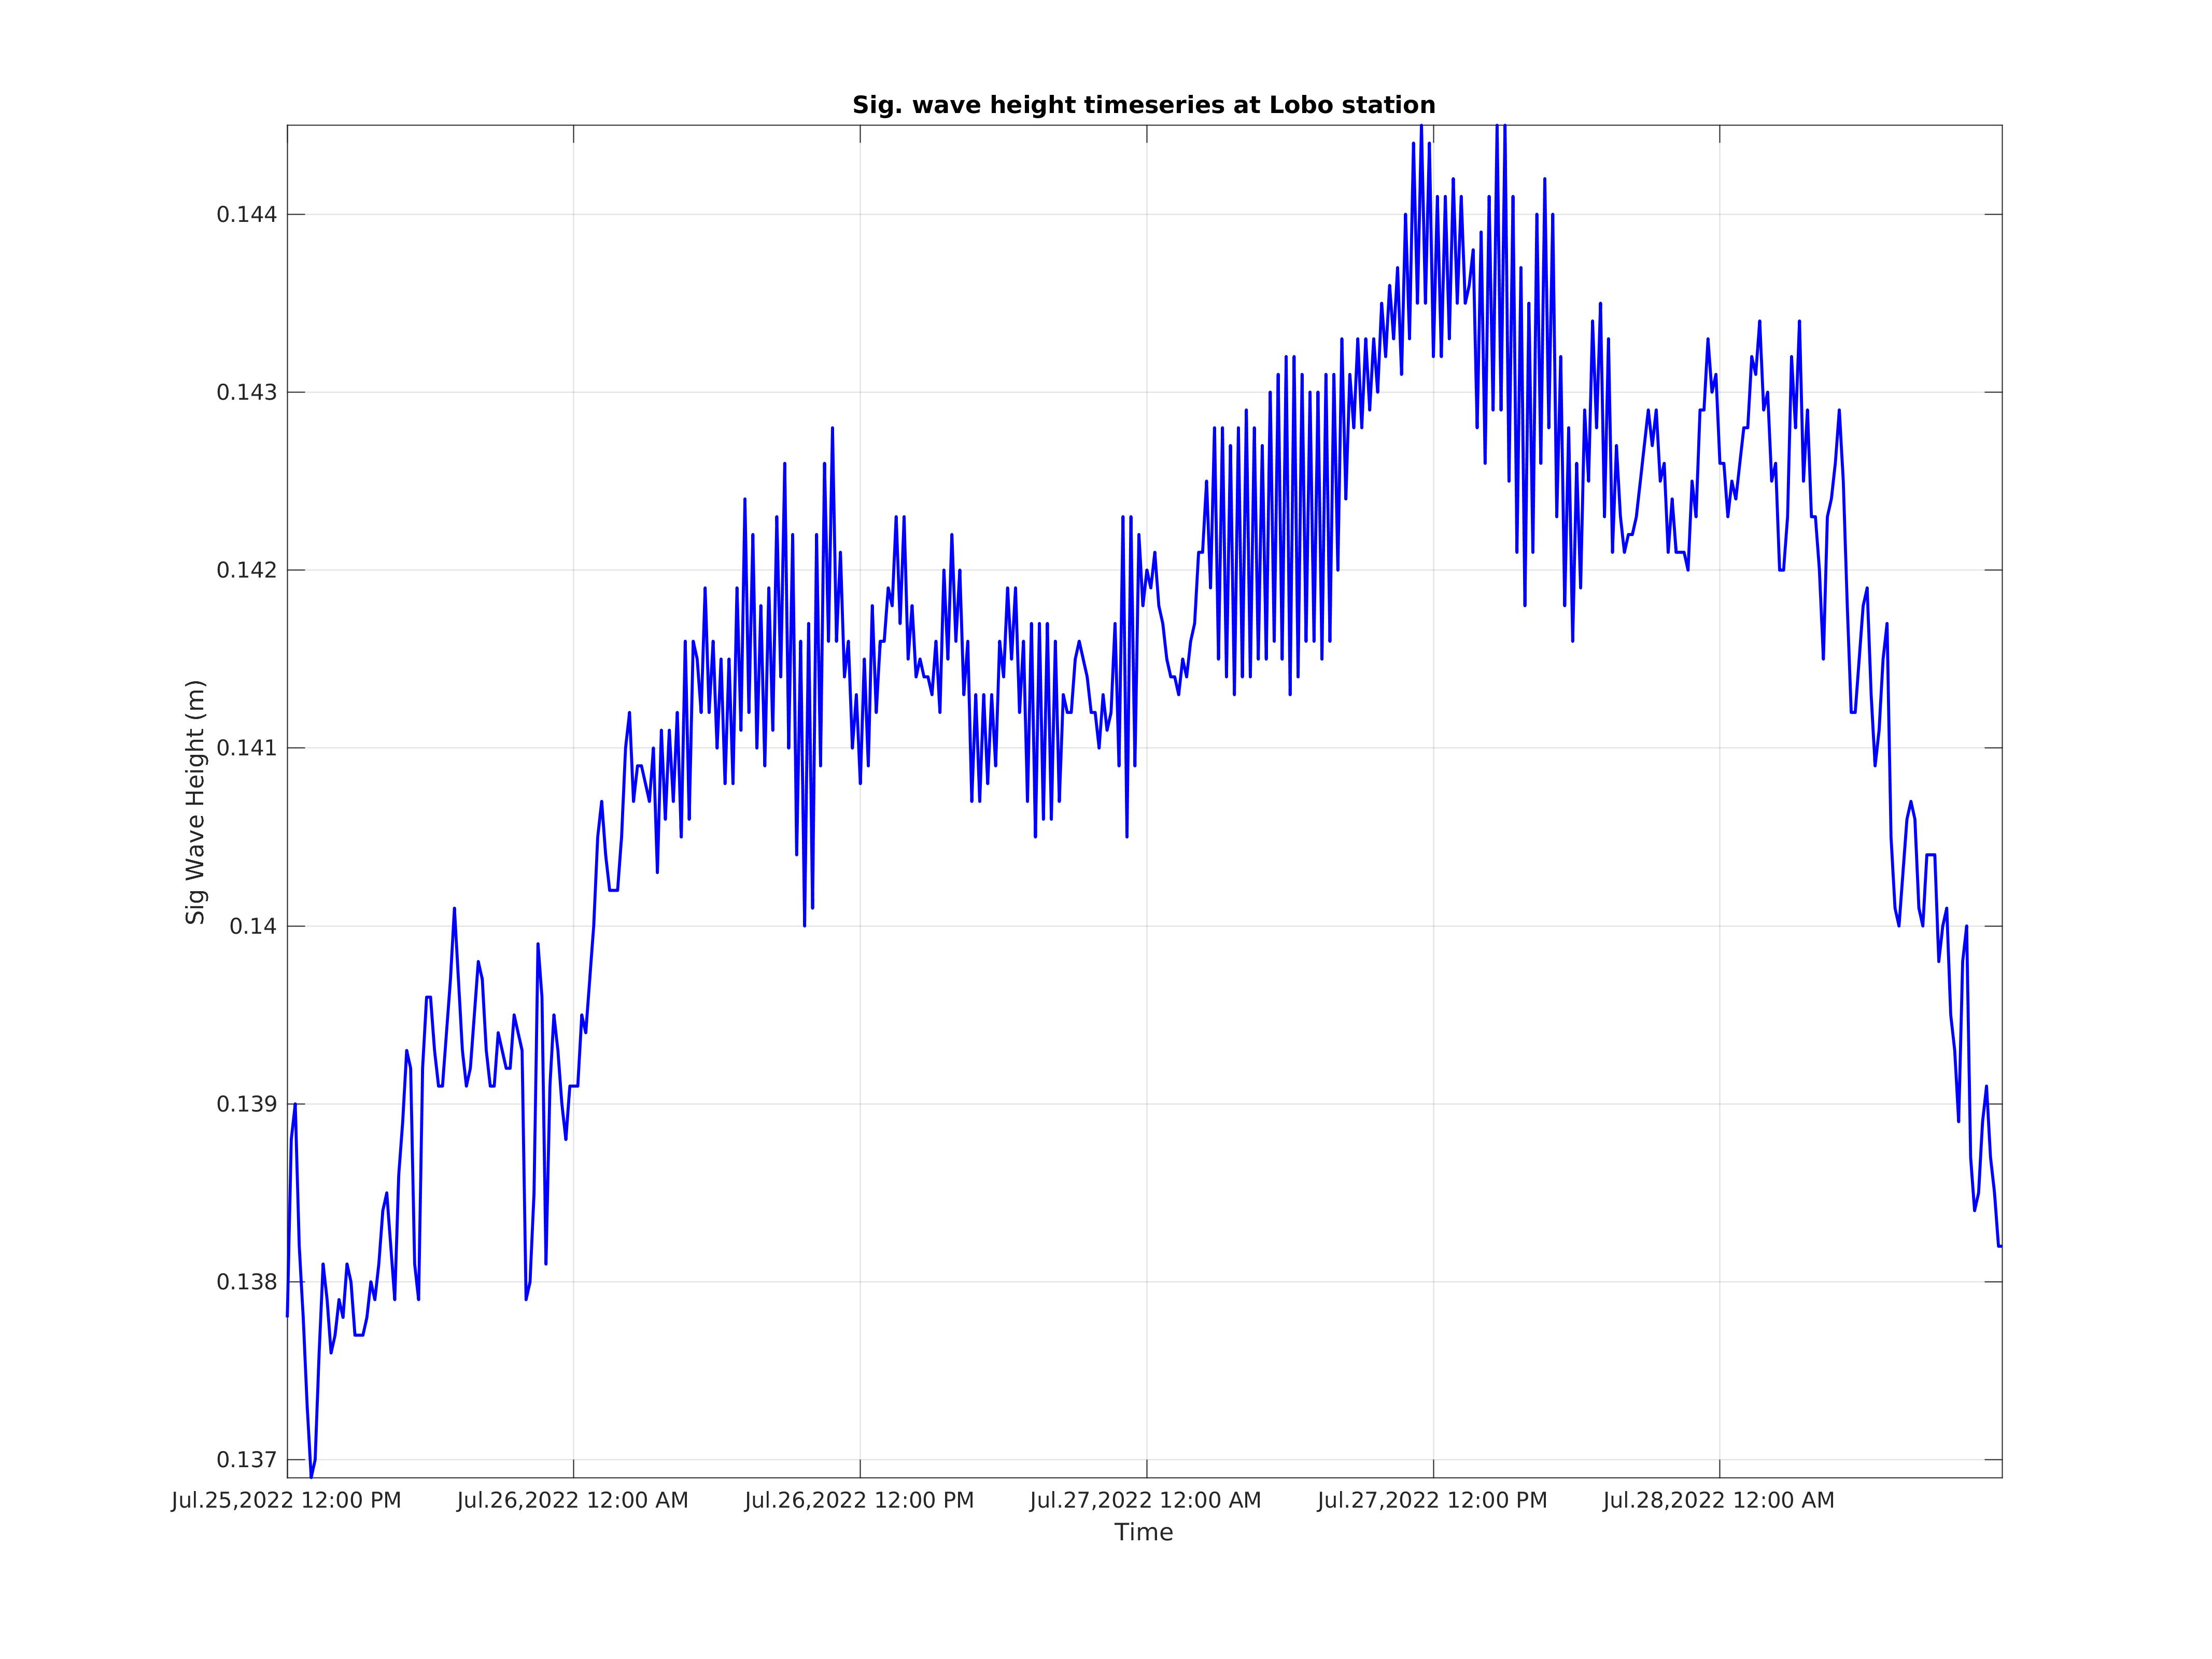 Sig. wave height timeseries at Lobo station
0.144
0.143
0.142
0.141
0.14
0.139
0.138
0.137
Sig Wave Height (m)
Jul.25,2022 12:00 PM
Jul.26,2022 12:00 AM
Jul.26,2022 12:00 PM
Jul.27,2022 12:00 AM
Jul.27,2022 12:00 PM
Jul.28,2022 12:00 AM
Time